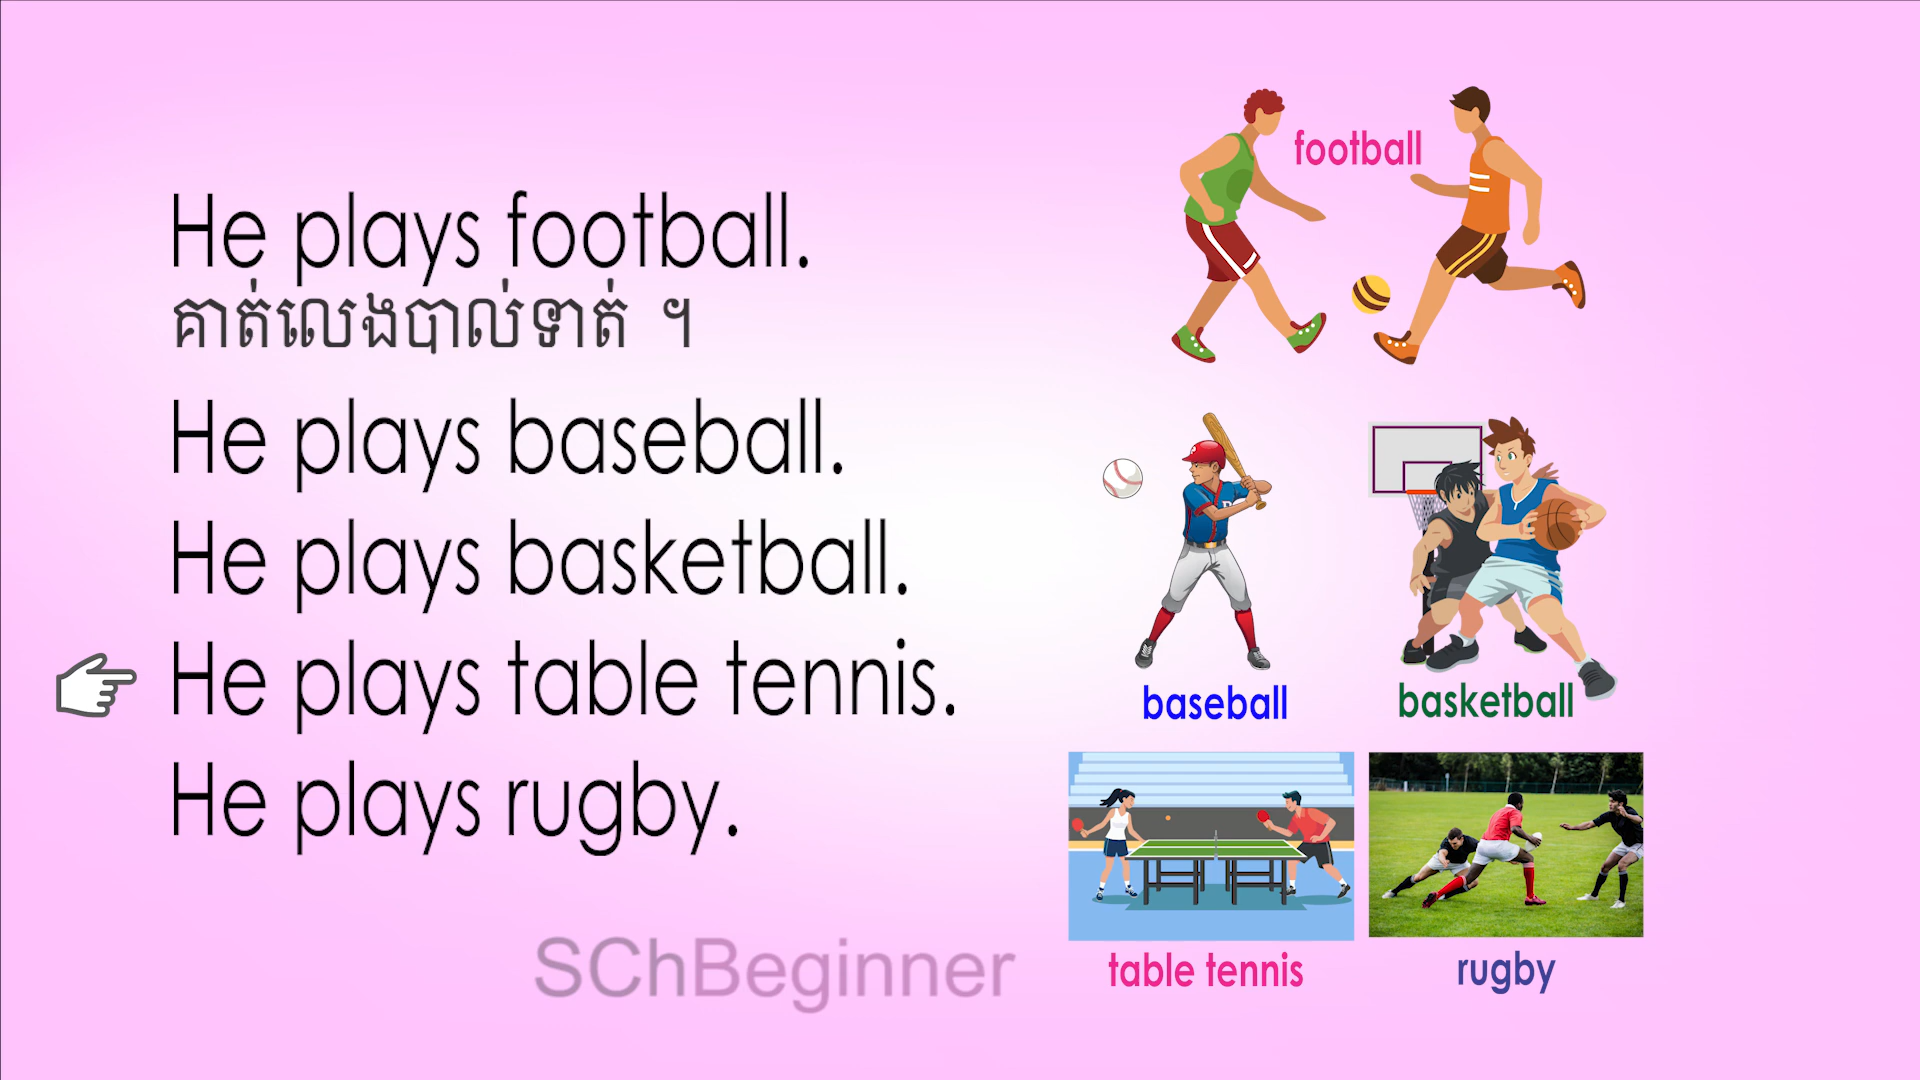 He plays football.
គាត់លេងបាល់ទាត់ ។
He plays baseball.
He plays basketball.
He plays table tennis.
He plays rugby.
football
baseball
basketball
table tennis
rugby
SChBeginner